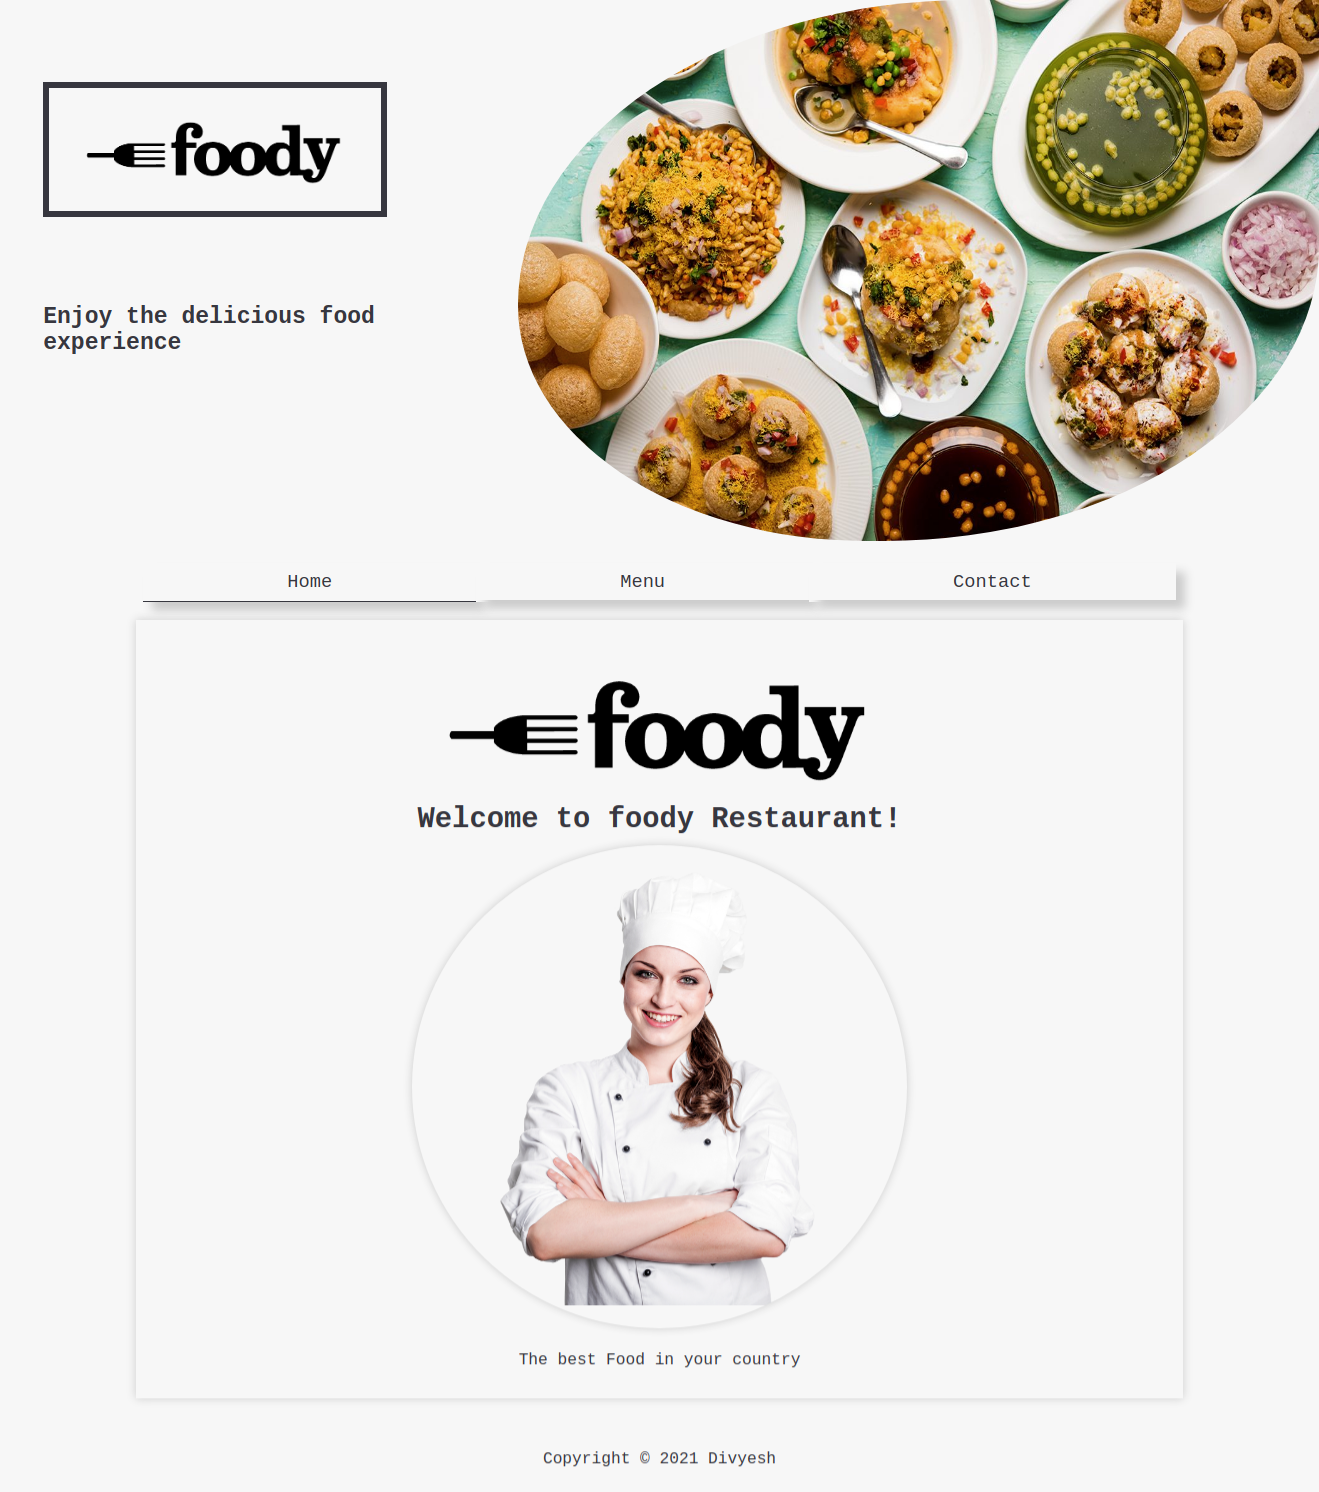 foody
Enjoy the delicious food
experience
Home
Menu
Contact
foody
Welcome to foody Restaurant!
The best Food in your country
Copyright © 2021 Divyesh